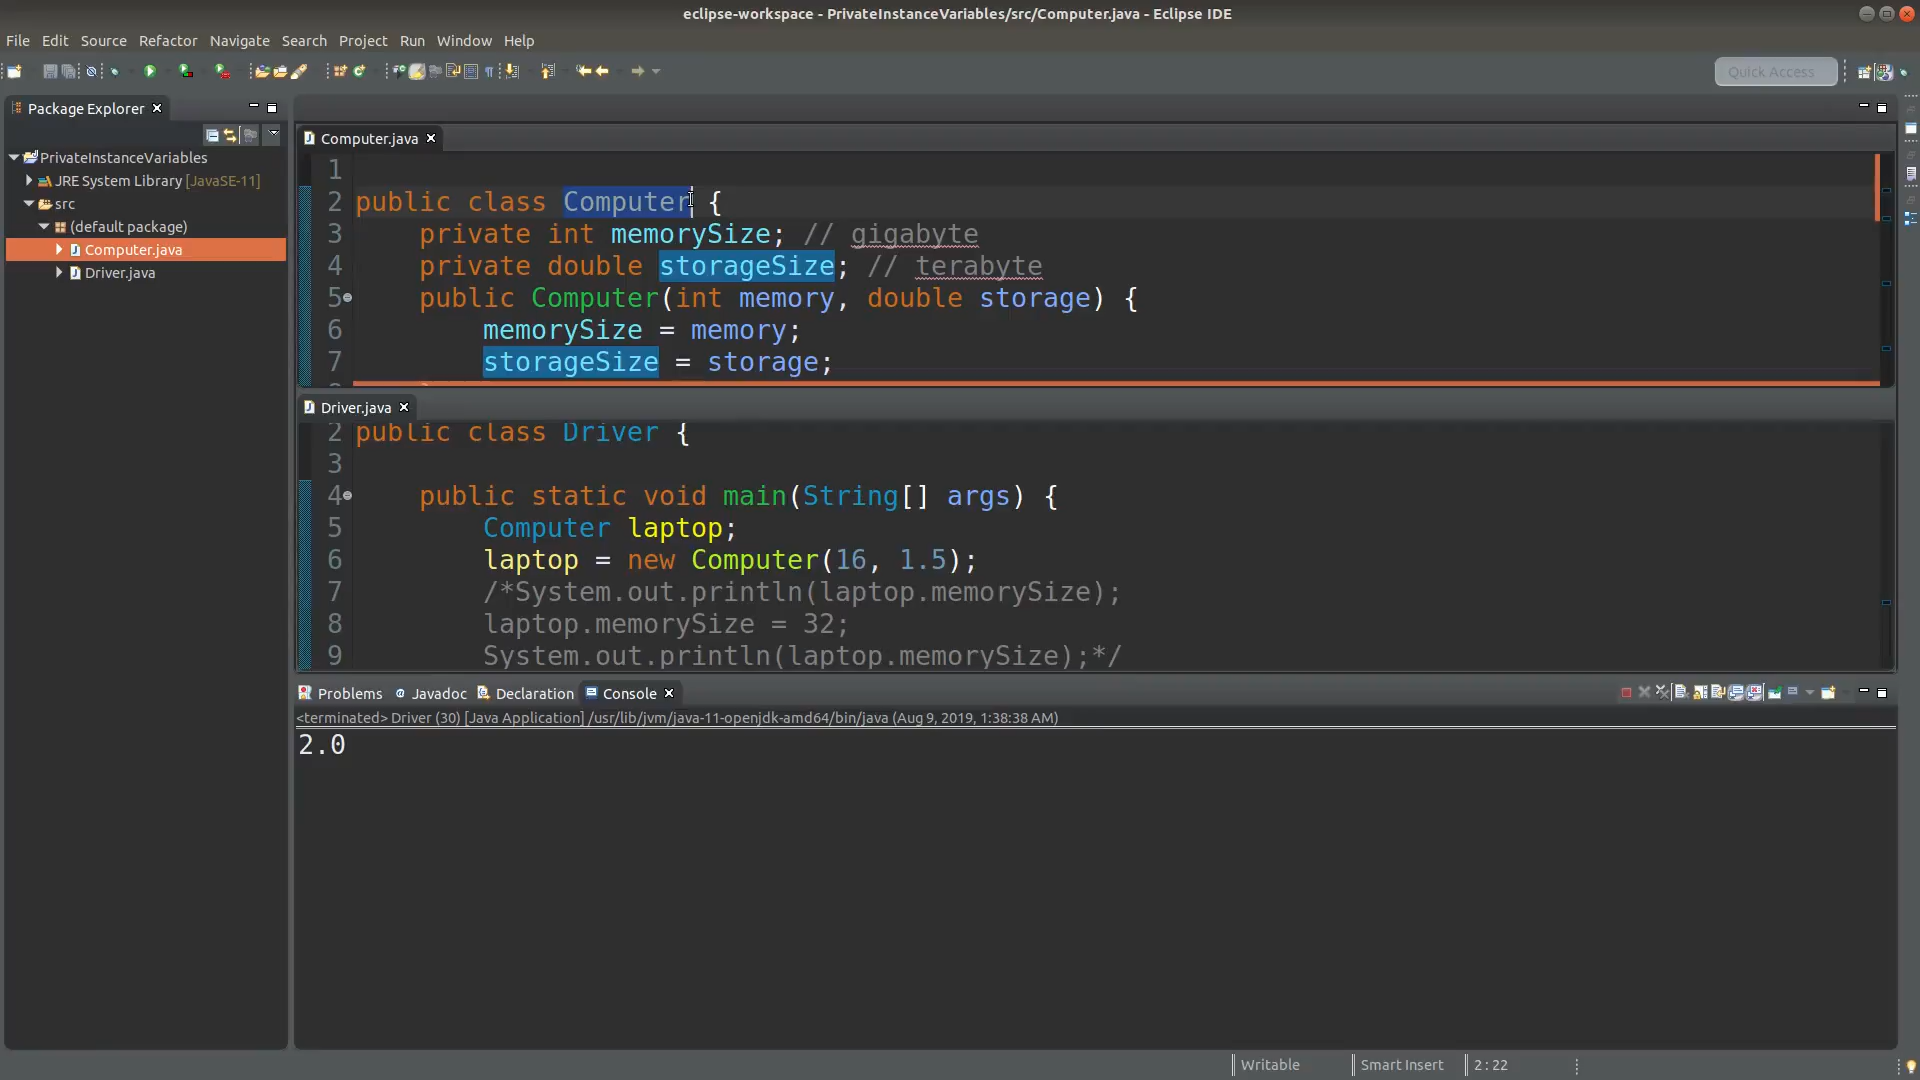 eclipse-workspace - PrivateInstanceVariables/src/Computer.java - Eclipse IDE
File Edit Source Refactor Navigate Search Project Run Window Help
Quick Access
Package Explorer
PrivateInstanceVariables
JRE System Library [JavaSE-11]
src
(default package)
Computer.java
Driver.java
Computer.java
1
2 public class Computer {
3 private int memorySize; // gigabyte
4 private double storageSize; // terabyte
5 public Computer(int memory, double storage) {
6 memorySize = memory;
7 storageSize = storage;
Driver.java
2 public class Driver {
3
4 public static void main(String[] args) {
5 Computer laptop;
6 laptop = new Computer(16, 1.5);
7 /*System.out.println(laptop.memorySize);
8 laptop.memorySize = 32;
9 System.out.println(laptop.memorySize);*/
Problems Javadoc Declaration Console
<terminated> Driver (30) [Java Application] /usr/lib/jvm/java-11-openjdk-amd64/bin/java (Aug 9, 2019, 1:38:38 AM)
2.0
Writable Smart Insert 2 : 22